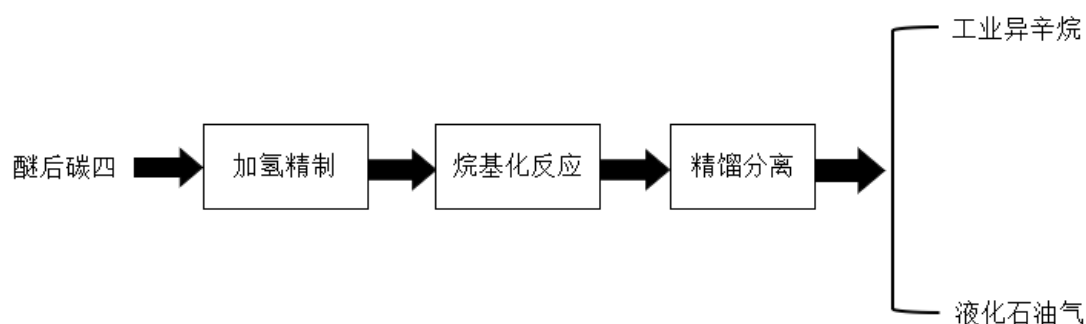 工业异辛烷
醚后碳四
加氢精制
烷基化反应
精馏分离
液化石油气